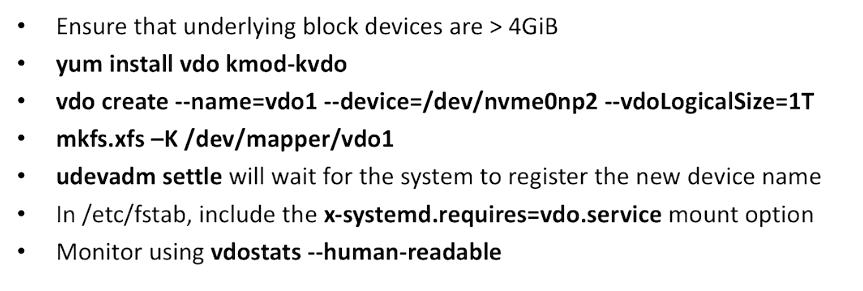 • Ensure that underlying block devices are > 4GiB
• yum install vdo kmod-kvdo
• vdo create --name=vdo1 --device=/dev/nvme0np2 --vdoLogicalSize=1T
• mkfs.xfs –K /dev/mapper/vdo1
• udevadm settle will wait for the system to register the new device name
• In /etc/fstab, include the x-systemd.requires=vdo.service mount option
• Monitor using vdostats --human-readable